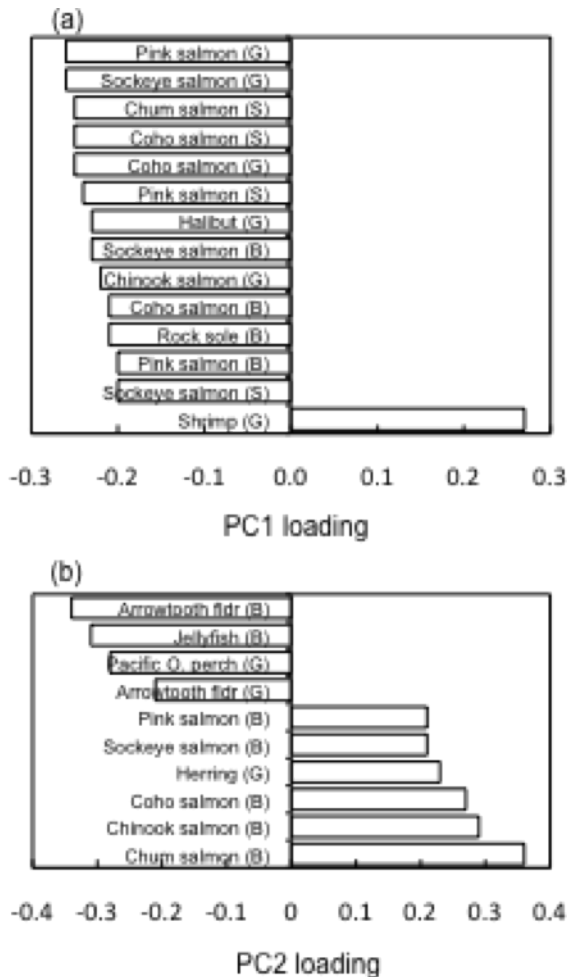 (a)
Pink salmon (G)
Sockeye salmon (G)
Chum salmon (S)
Coho salmon (S)
Coho salmon (G)
Pink salmon (S)
Halibut (G)
Sockeye salmon (B)
Chinook salmon (G)
Coho salmon (B)
Rock sole (B)
Pink salmon (B)
Sockeye salmon (S)
Shrimp (G)
-0.3 -0.2 -0.1 0.0 0.1 0.2 0.3
PC1 loading
(b)
Arrowtooth fldr (B)
Jellyfish (B)
Pacific O. perch (G)
Arrowtooth fldr (G)
Pink salmon (B)
Sockeye salmon (B)
Herring (G)
Coho salmon (B)
Chinook salmon (B)
Chum salmon (B)
-0.4 -0.3 -0.2 -0.1 0 0.1 0.2 0.3 0.4
PC2 loading